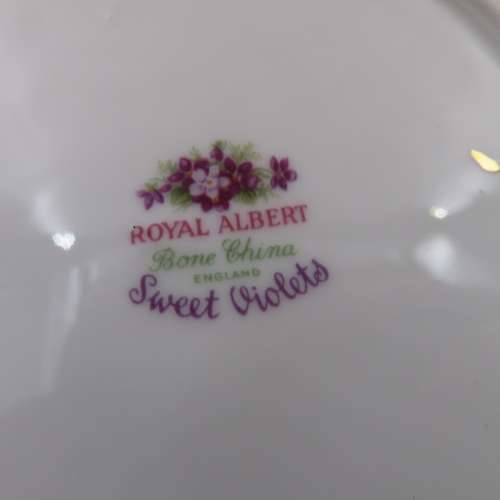 ROYAL ALBERT
Bone China
ENGLAND
Sweet Violets